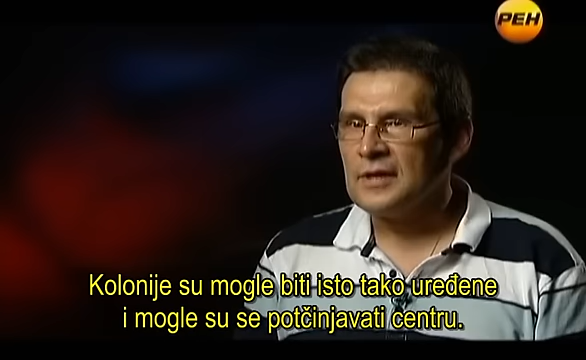 РЕН
Kolonije su mogle biti isto tako uređene
i mogle su se potčinjavati centru.